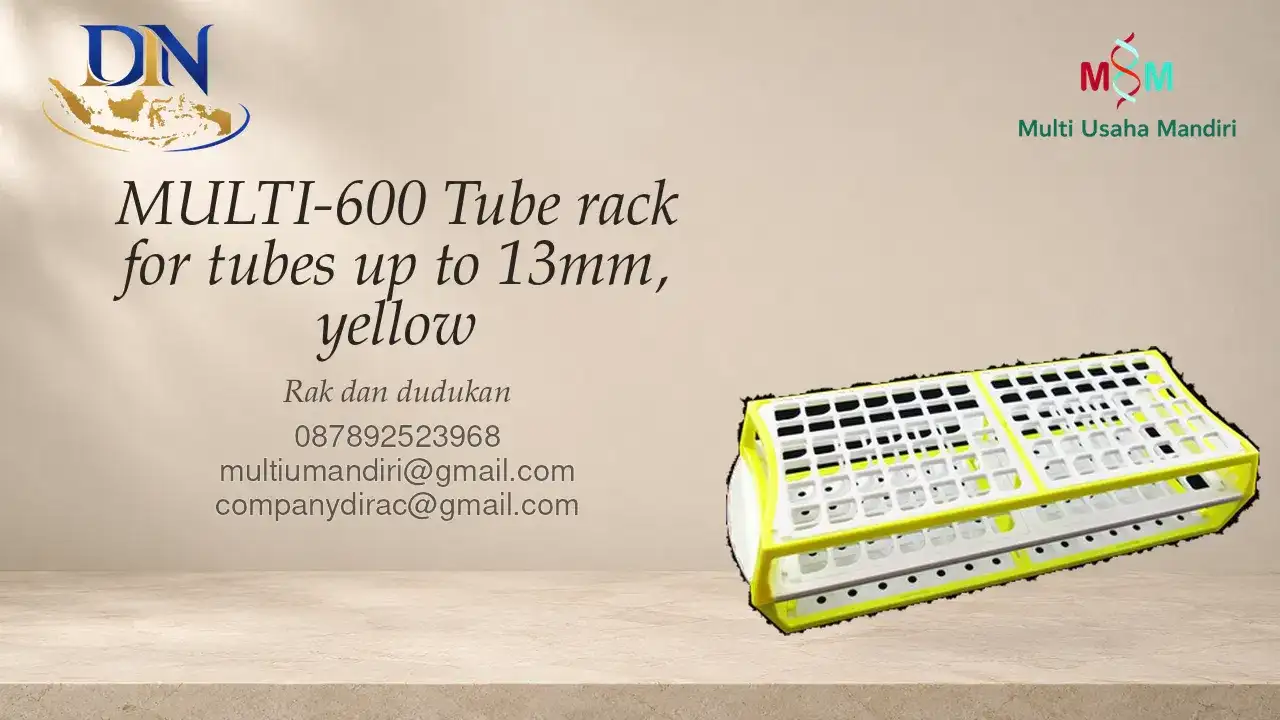 DIN
MSM
Multi Usaha Mandiri
MULTI-600 Tube rack
for tubes up to 13mm,
yellow
Rak dan dudukan
087892523968
multiumandiri@gmail.com
companydirac@gmail.com